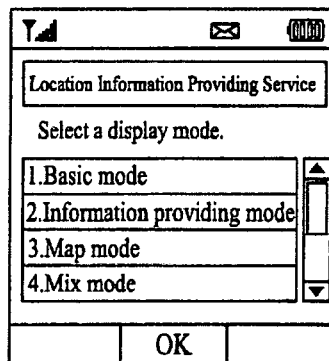 Location Information Providing Service
Select a display mode.
1.Basic mode
2.Information providing mode
3.Map mode
4.Mix mode
OK